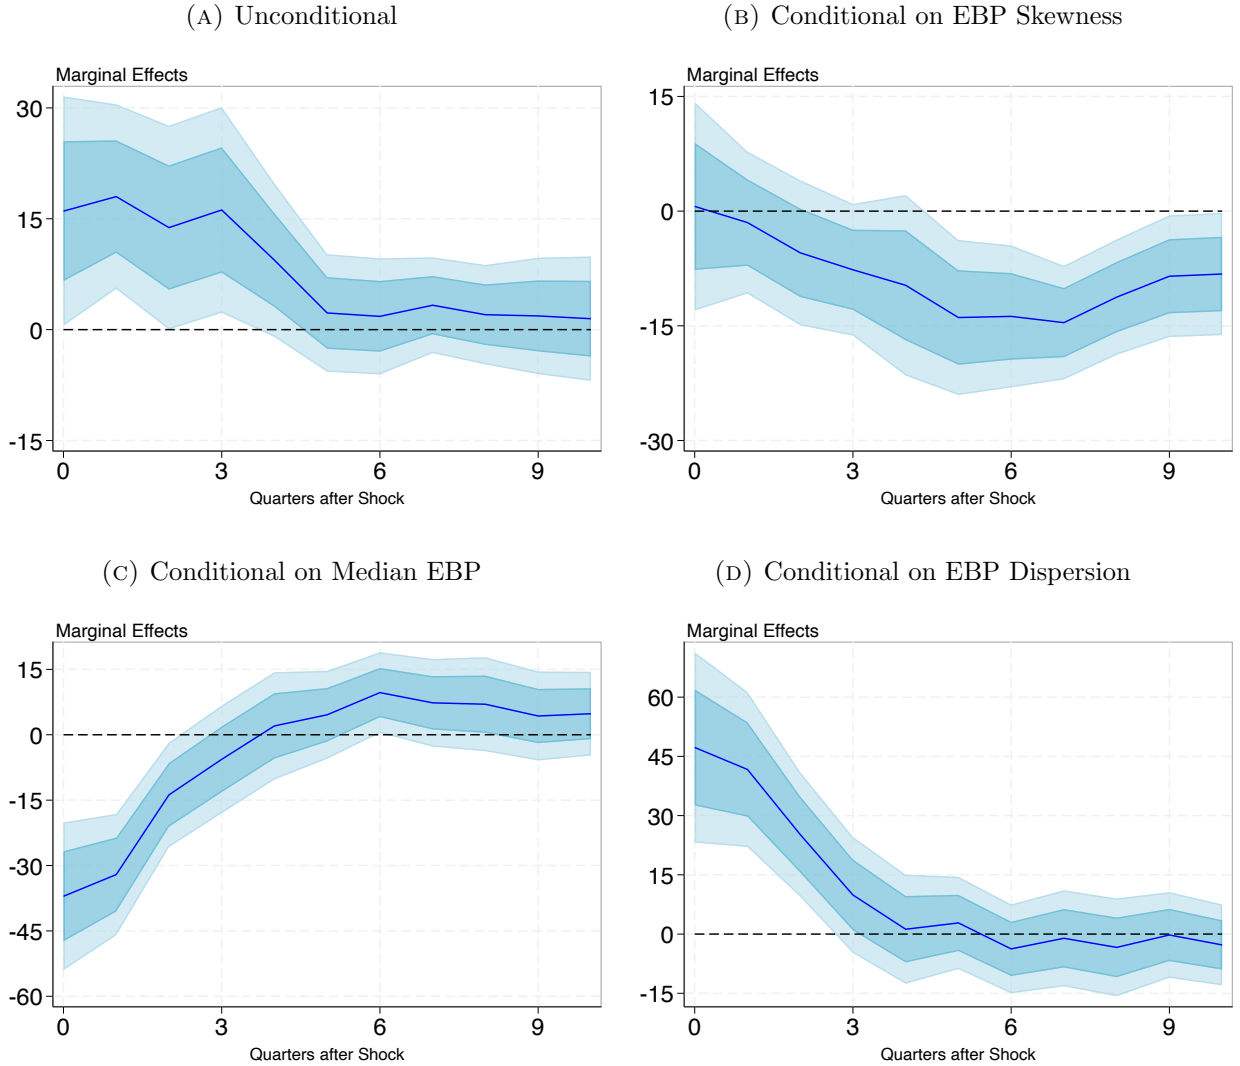 (A) Unconditional
Marginal Effects
30
15
0
-15
0 3 6 9
Quarters after Shock
(B) Conditional on EBP Skewness
Marginal Effects
15
0
-15
-30
0 3 6 9
Quarters after Shock
(C) Conditional on Median EBP
Marginal Effects
15
0
-15
-30
-45
-60
0 3 6 9
Quarters after Shock
(D) Conditional on EBP Dispersion
Marginal Effects
60
45
30
15
0
-15
0 3 6 9
Quarters after Shock